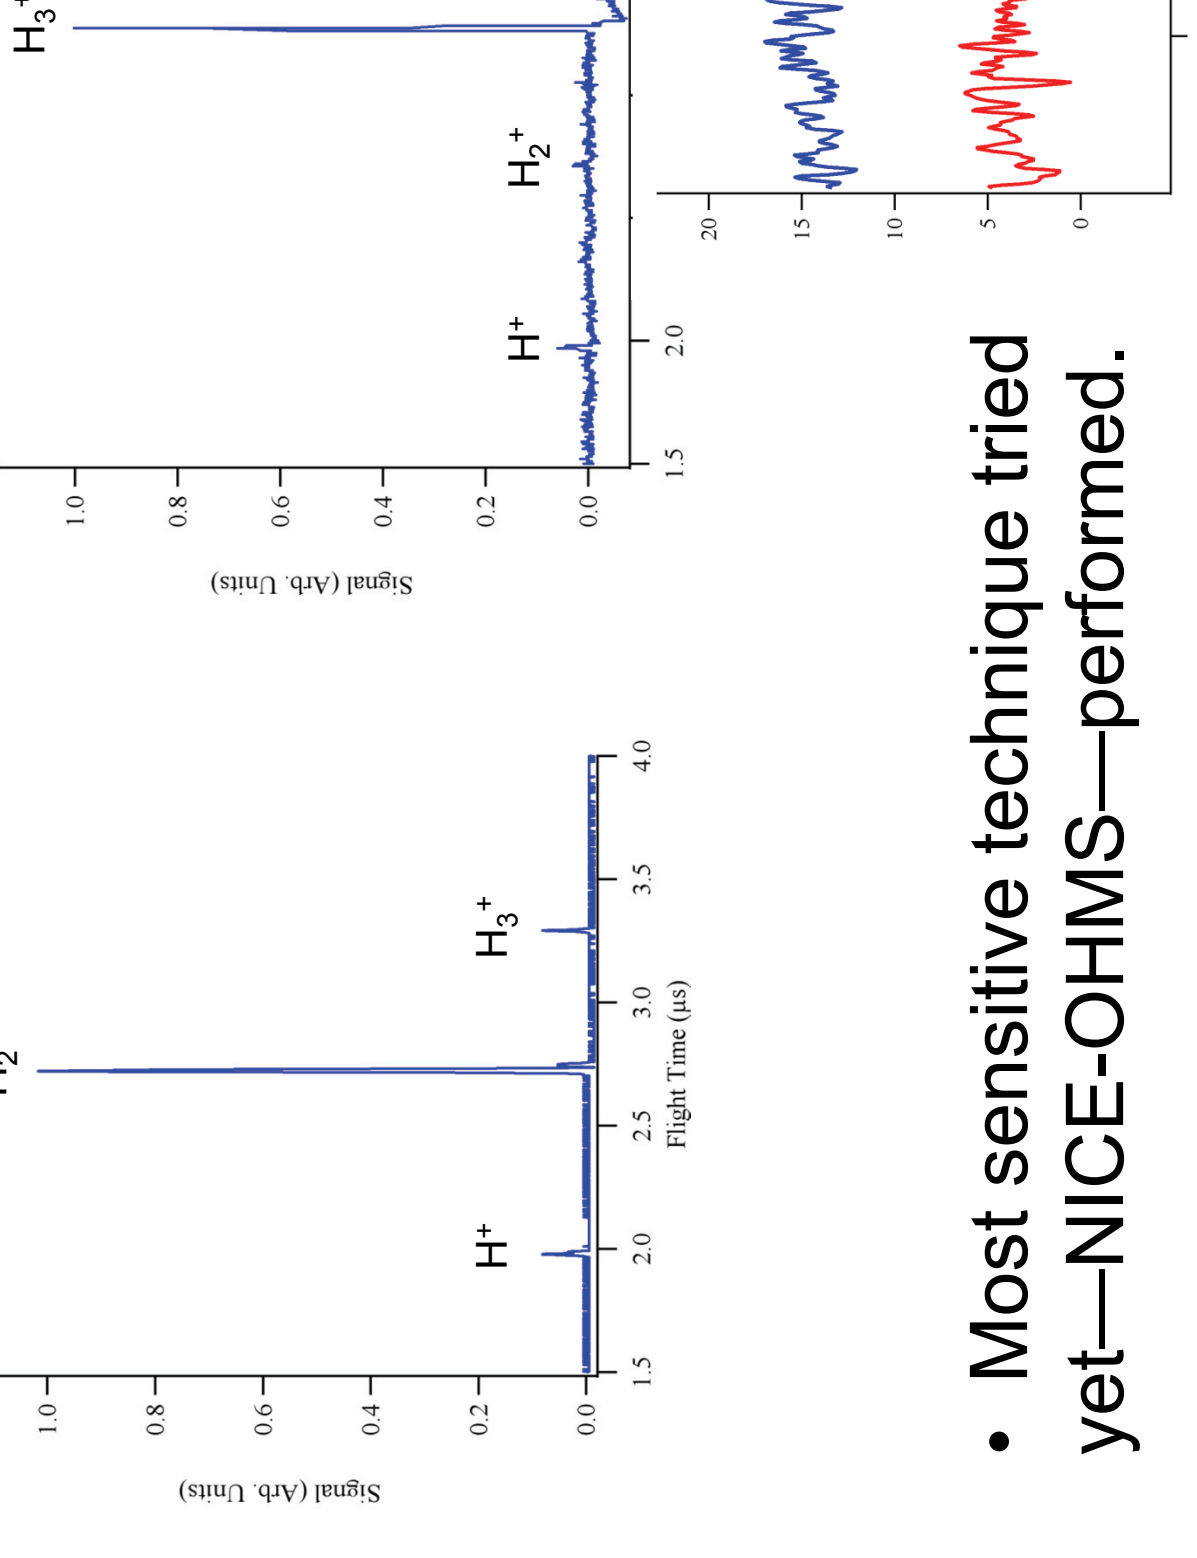 H2
1.0
0.8
0.6
0.4
0.2
0.0
Signal (Arb. Units)
H+
H3+
1.5
2.0
2.5
3.0
3.5
4.0
Flight Time (μs)
H3+
1.0
0.8
0.6
0.4
0.2
0.0
Signal (Arb. Units)
H+
H2+
1.5
2.0
20
15
10
5
0
• Most sensitive technique tried
yet—NICE-OHMS—performed.